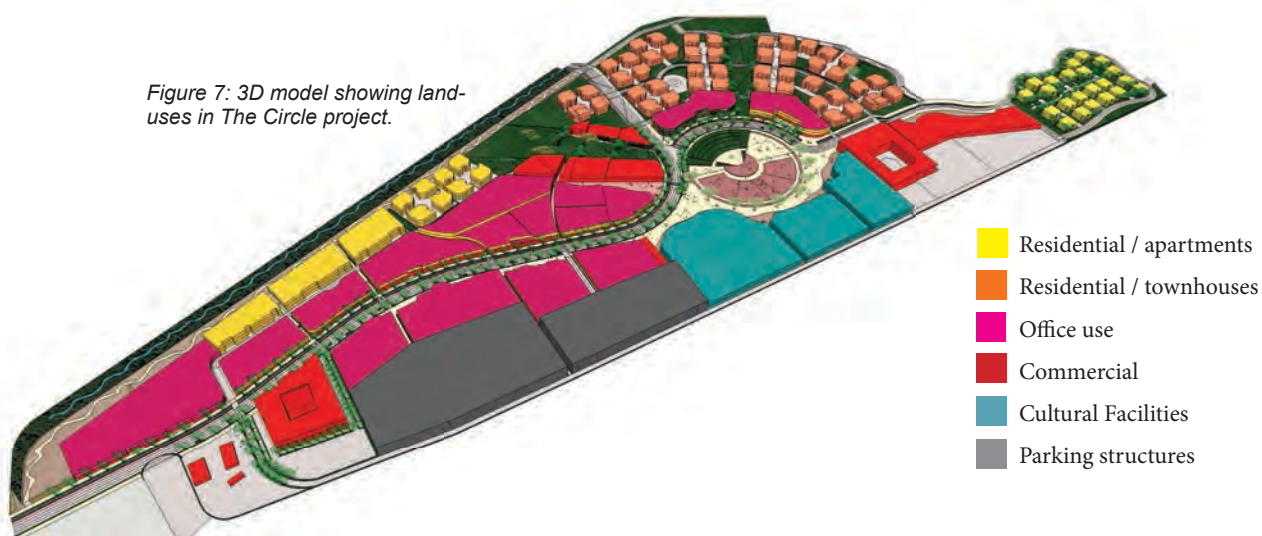 Figure 7: 3D model showing land-
uses in The Circle project.
Residential / apartments
Residential / townhouses
Office use
Commercial
Cultural Facilities
Parking structures